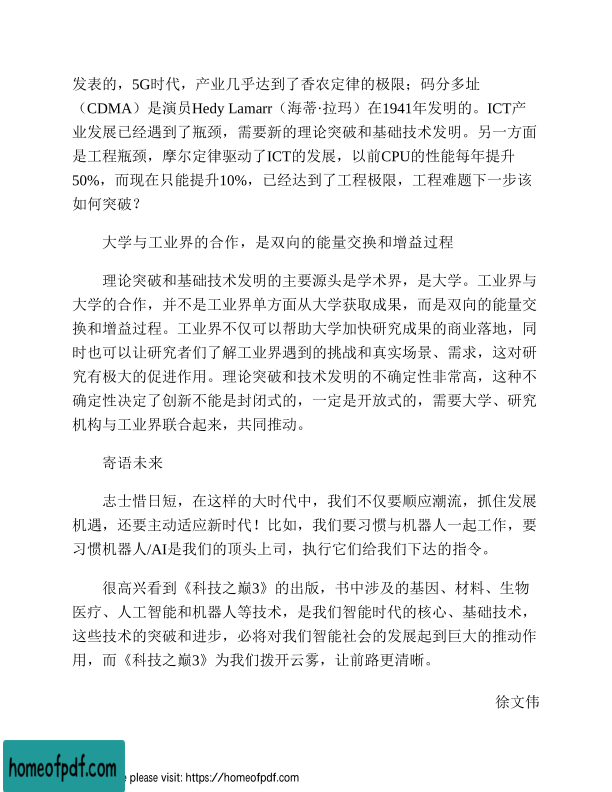 发表的，5G时代，产业几乎达到了香农定律的极限；码分多址
（CDMA）是演员Hedy Lamarr（海蒂·拉玛）在1941年发明的。ICT产
业发展已经遇到了瓶颈，需要新的理论突破和基础技术发明。另一方面
是工程瓶颈，摩尔定律驱动了ICT的发展，以前CPU的性能每年提升
50%，而现在只能提升10%，已经达到了工程极限，工程难题下一步该
如何突破？
大学与工业界的合作，是双向的能量交换和增益过程
理论突破和基础技术发明的主要源头是学术界，是大学。工业界与
大学的合作，并不是工业界单方面从大学获取成果，而是双向的能量交
换和增益过程。工业界不仅可以帮助大学加快研究成果的商业落地，同
时也可以让研究者们了解工业界遇到的挑战和真实场景、需求，这对研
究有极大的促进作用。理论突破和技术发明的不确定性非常高，这种不
确定性决定了创新不能是封闭式的，一定是开放式的，需要大学、研究
机构与工业界联合起来，共同推动。
寄语未来
志士惜日短，在这样的大时代中，我们不仅要顺应潮流，抓住发展
机遇，还要主动适应新时代！比如，我们要习惯与机器人一起工作，要
习惯机器人/AI是我们的顶头上司，执行它们给我们下达的指令。
很高兴看到《科技之巅3》的出版，书中涉及的基因、材料、生物
医疗、人工智能和机器人等技术，是我们智能时代的核心、基础技术，
这些技术的突破和进步，必将对我们智能社会的发展起到巨大的推动作
用，而《科技之巅3》为我们拨开云雾，让前路更清晰。
徐文伟
homeofpdf.com
e please visit: https://homeofpdf.com